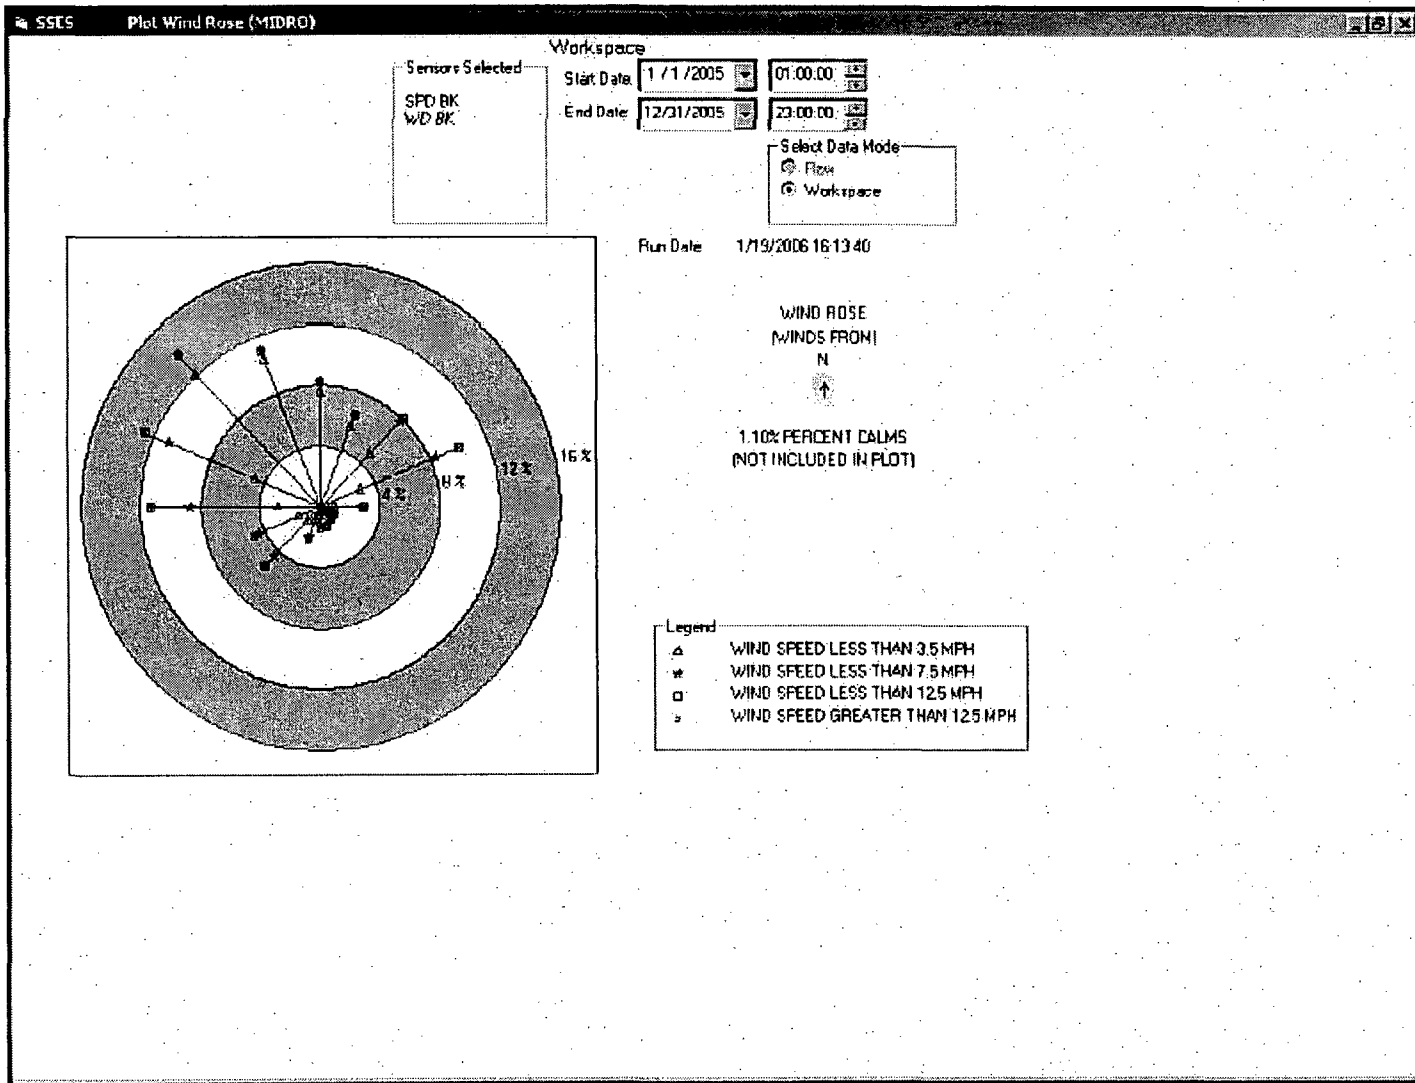 SSES Plot Wind Rose (MIDRO)
Workspace
Sensors Selected
SPD BK
WD BK
Start Date: 1 / 1 / 2005 01:00:00
End Date: 12/31/2005 23:00:00
Select Data Mode
Raw
Workspace
Run Date 1/19/2006 16:13:40
WIND ROSE
(WINDS FROM)
N
1.10% PERCENT CALMS
(NOT INCLUDED IN PLOT)
4 %
8 %
12 %
16 %
Legend
WIND SPEED LESS THAN 3.5 MPH
WIND SPEED LESS THAN 7.5 MPH
WIND SPEED LESS THAN 12.5 MPH
WIND SPEED GREATER THAN 12.5 MPH